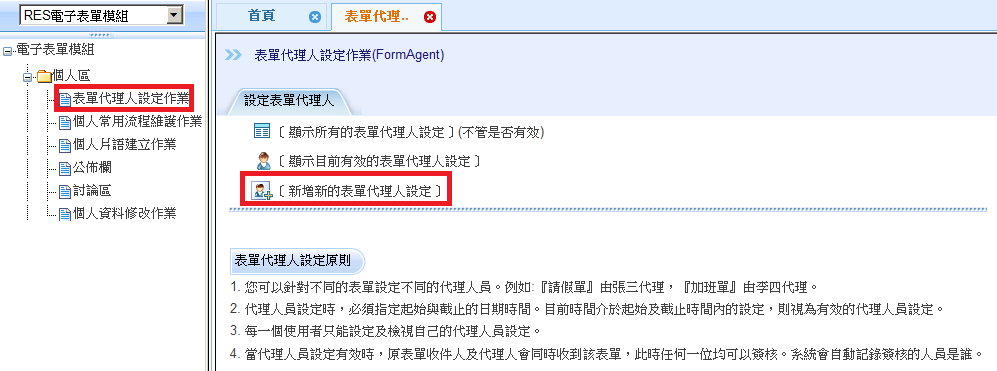 RES電子表單模組
電子表單模組
個人區
表單代理人設定作業
個人常用流程維護作業
個人片語建立作業
公佈欄
討論區
個人資料修改作業
首頁
表單代理..
表單代理人設定作業(FormAgent)
設定表單代理人
〔 顯示所有的表單代理人設定 〕(不管是否有效)
〔 顯示目前有效的表單代理人設定 〕
〔 新增新的表單代理人設定 〕
表單代理人設定原則
1. 您可以針對不同的表單設定不同的代理人員。例如:『請假單』由張三代理，『加班單』由李四代理。
2. 代理人員設定時，必須指定起始與截止的日期時間。目前時間介於起始及截止時間內的設定，則視為有效的代理人員設定。
3. 每一個使用者只能設定及檢視自己的代理人員設定。
4. 當代理人員設定有效時，原表單收件人及代理人會同時收到該表單，此時任何一位均可以簽核。系統會自動記錄簽核的人員是誰。